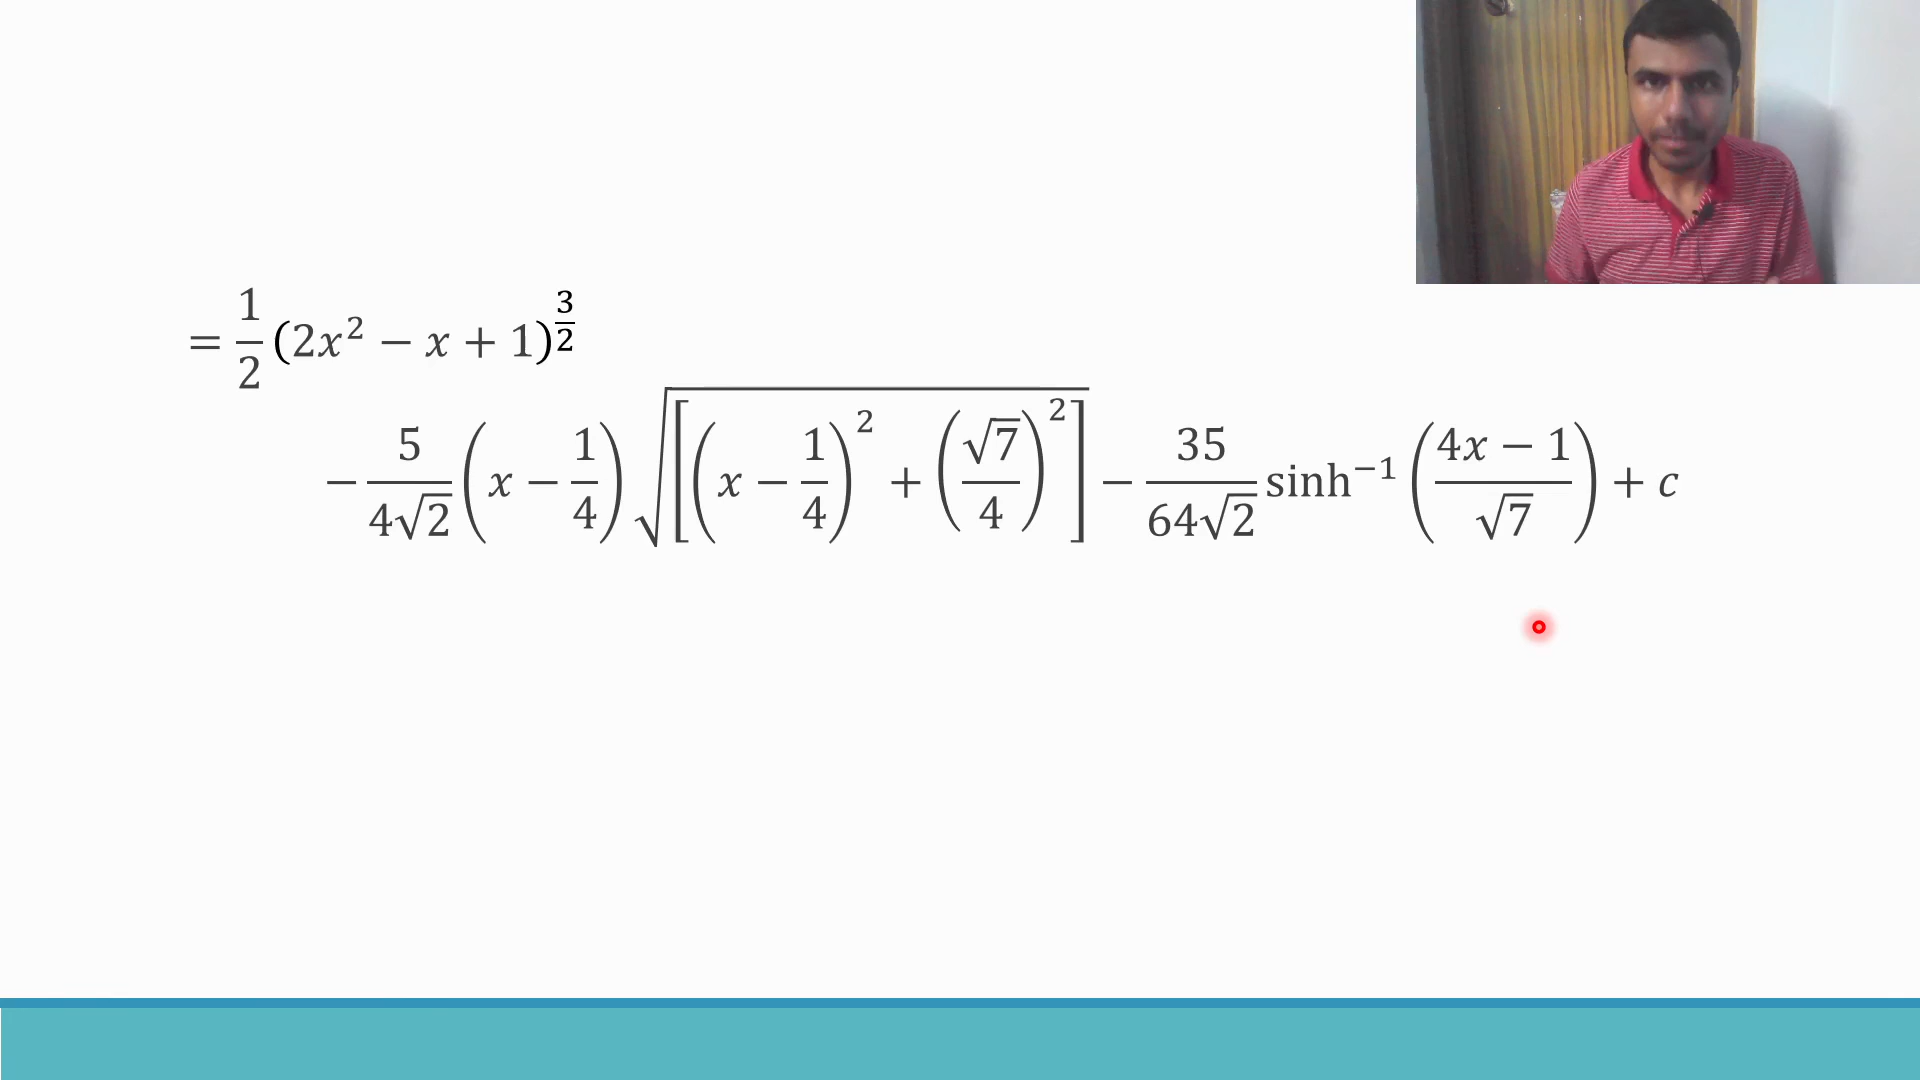 = 1/2 (2x² − x + 1)^(3/2)
− 5/(4√2) (x − 1/4) √[(x − 1/4)² + (√7/4)²] − 35/(64√2) sinh⁻¹ ((4x − 1)/√7) + c